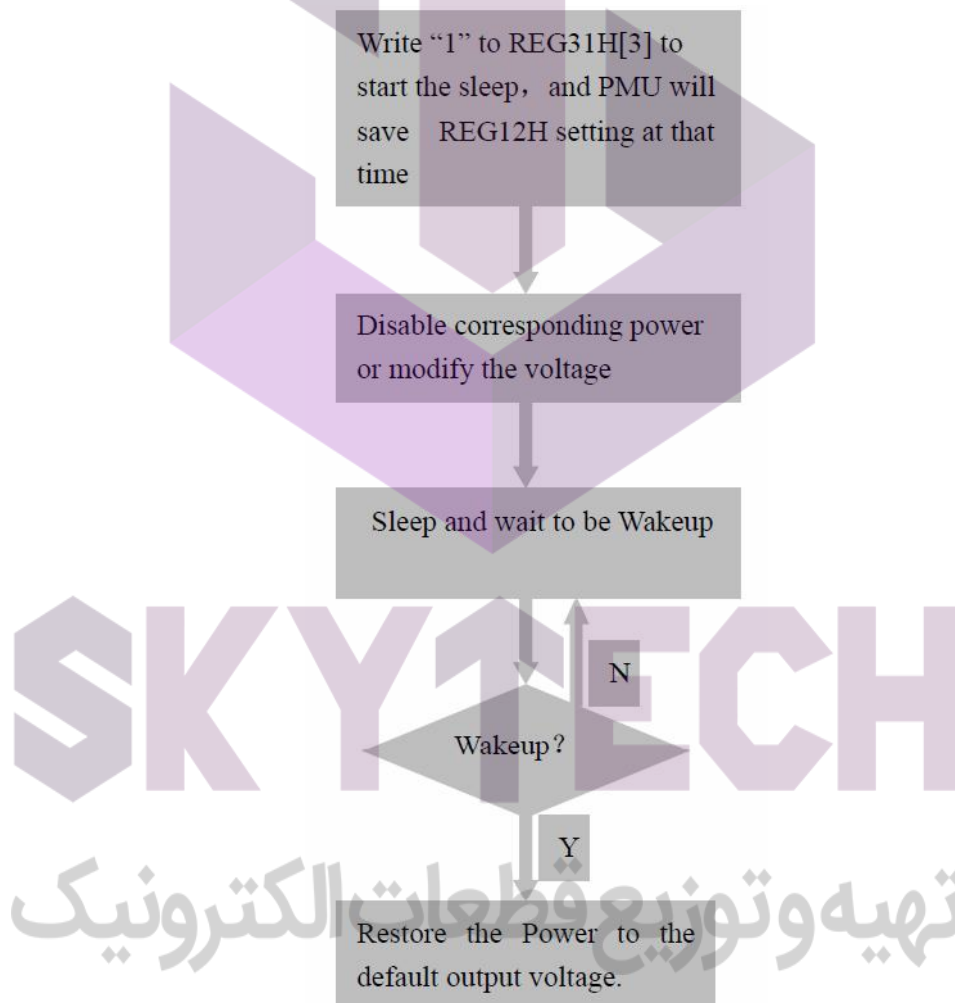 Write “1” to REG31H[3] to
start the sleep，and PMU will
save REG12H setting at that
time
Disable corresponding power
or modify the voltage
Sleep and wait to be Wakeup
N
Wakeup？
Y
Restore the Power to the
default output voltage.
SKYTECH
تهیه و توزیع قطعات الکترونیک